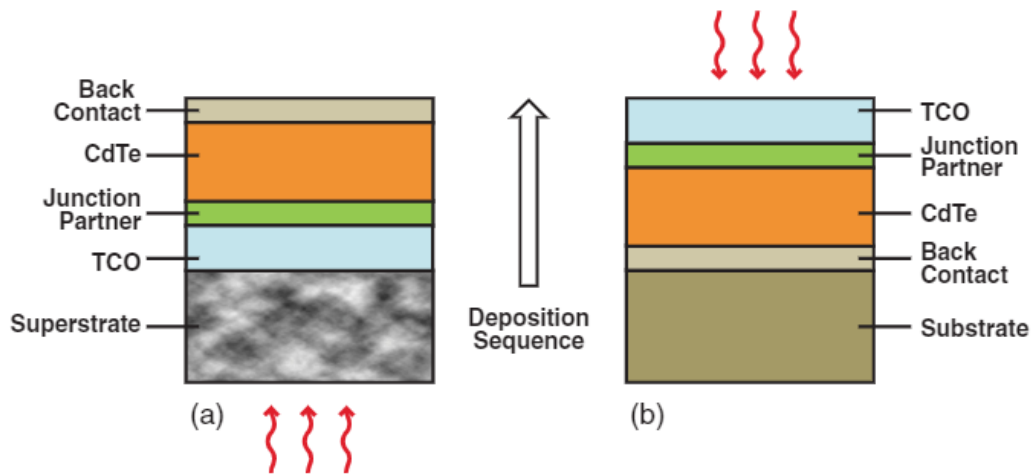 Back
Contact
CdTe
Junction
Partner
TCO
Superstrate
(a)
Deposition
Sequence
TCO
Junction
Partner
CdTe
Back
Contact
Substrate
(b)